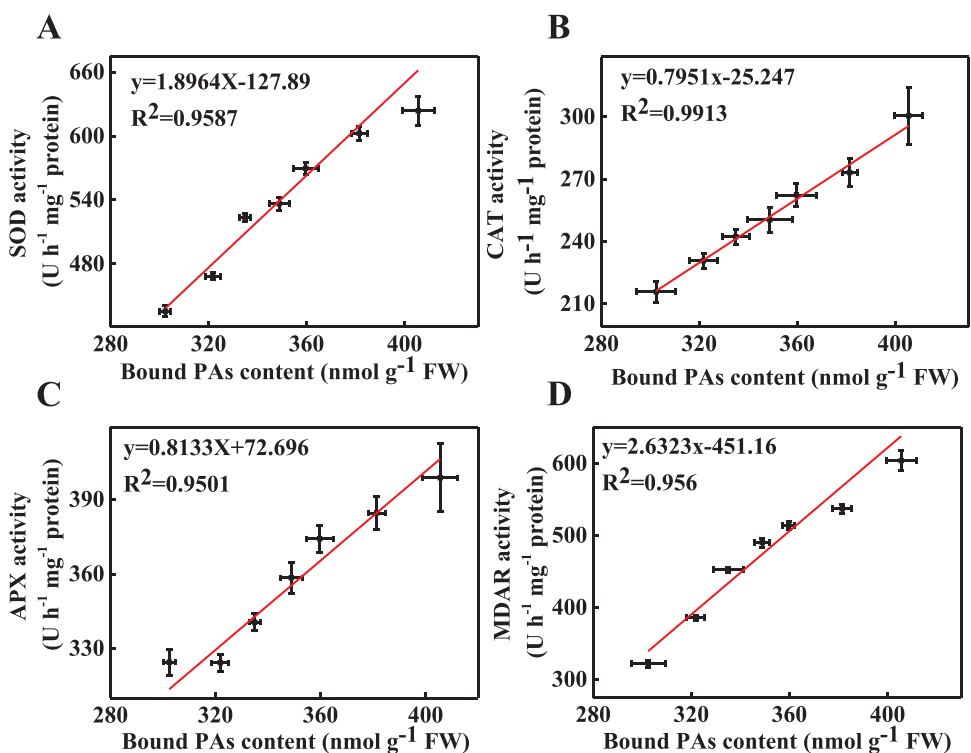 A
y=1.8964X-127.89
R²=0.9587
SOD activity
(U h⁻¹ mg⁻¹ protein)
660
600
540
480
280 320 360 400
Bound PAs content (nmol g⁻¹ FW)
B
y=0.7951x-25.247
R²=0.9913
CAT activity
(U h⁻¹ mg⁻¹ protein)
300
270
240
210
280 320 360 400
Bound PAs content (nmol g⁻¹ FW)
C
y=0.8133X+72.696
R²=0.9501
APX activity
(U h⁻¹ mg⁻¹ protein)
390
360
330
280 320 360 400
Bound PAs content (nmol g⁻¹ FW)
D
y=2.6323x-451.16
R²=0.956
MDAR activity
(U h⁻¹ mg⁻¹ protein)
600
500
400
300
280 320 360 400
Bound PAs content (nmol g⁻¹ FW)